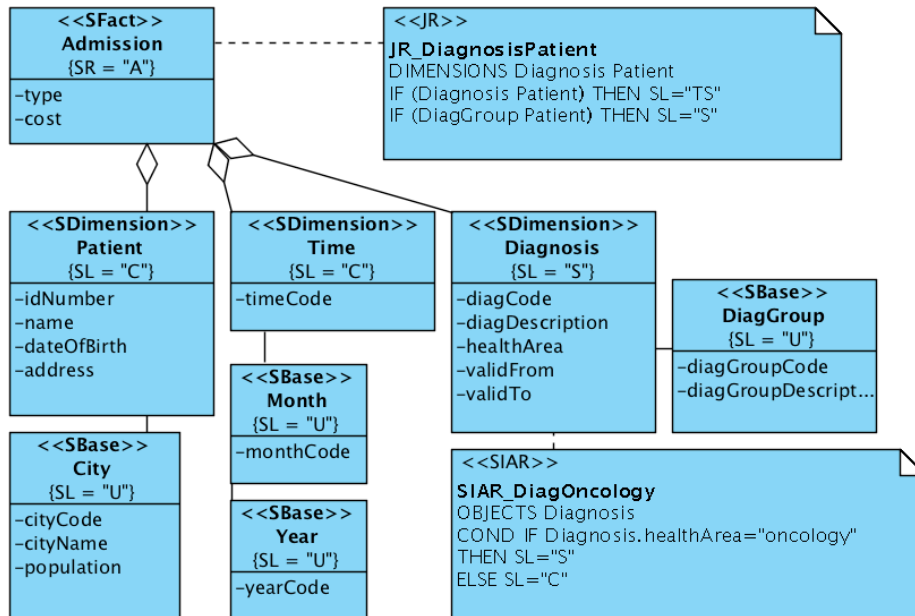 <<SFact>>
Admission
{SR = "A"}
-type
-cost
<<JR>>
JR_DiagnosisPatient
DIMENSIONS Diagnosis Patient
IF (Diagnosis Patient) THEN SL="TS"
IF (DiagGroup Patient) THEN SL="S"
<<SDimension>>
Patient
{SL = "C"}
-idNumber
-name
-dateOfBirth
-address
<<SDimension>>
Time
{SL = "C"}
-timeCode
<<SDimension>>
Diagnosis
{SL = "S"}
-diagCode
-diagDescription
-healthArea
-validFrom
-validTo
<<SBase>>
DiagGroup
{SL = "U"}
-diagGroupCode
-diagGroupDescript...
<<SBase>>
Month
{SL = "U"}
-monthCode
<<SBase>>
City
{SL = "U"}
-cityCode
-cityName
-population
<<SBase>>
Year
{SL = "U"}
-yearCode
<<SIAR>>
SIAR_DiagOncology
OBJECTS Diagnosis
COND IF Diagnosis.healthArea="oncology"
THEN SL="S"
ELSE SL="C"